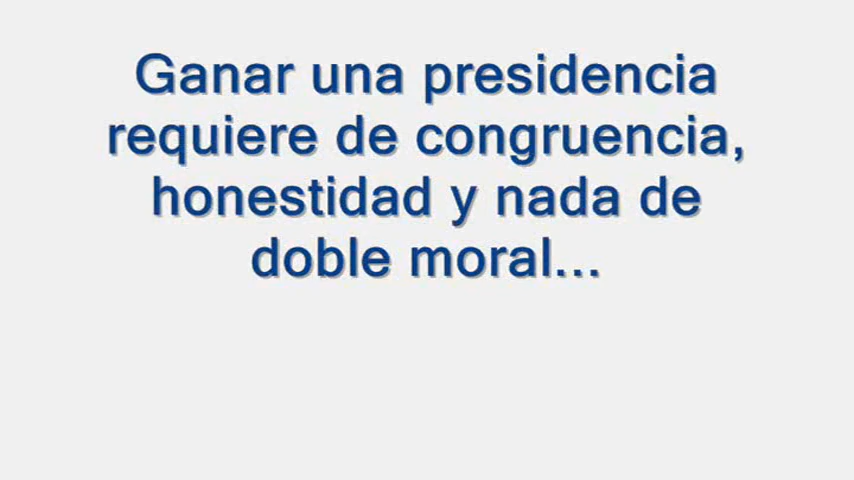 Ganar una presidencia
requiere de congruencia,
honestidad y nada de
doble moral...